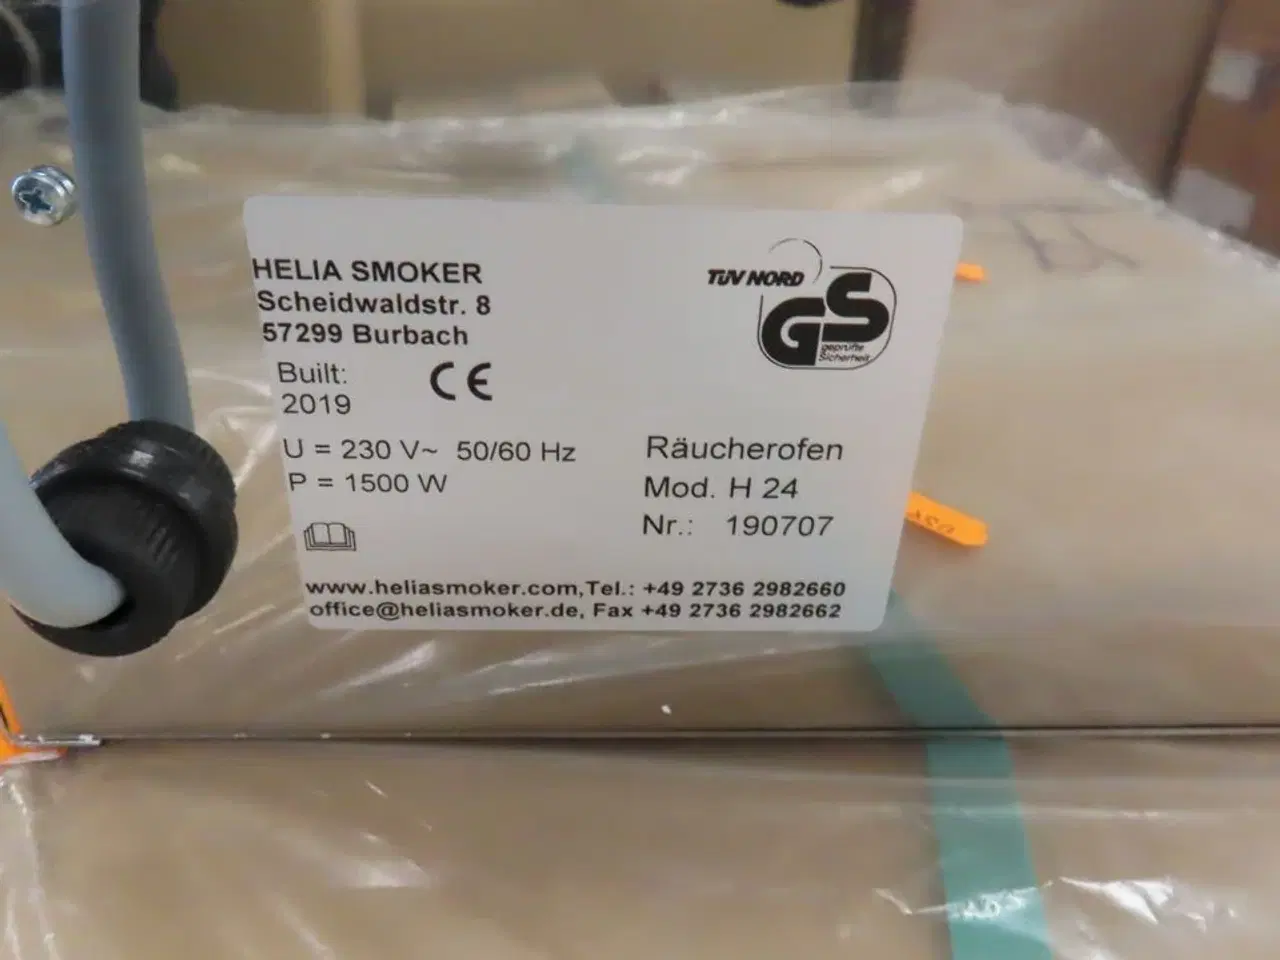 HELIA SMOKER
Scheidwaldstr. 8
57299 Burbach
Built:
2019
CE
U = 230 V~ 50/60 Hz
P = 1500 W
TÜV NORD
GS
geprüfte
Sicherheit
Räucherofen
Mod. H 24
Nr.: 190707
www.heliasmoker.com,Tel.: +49 2736 2982660
office@heliasmoker.de, Fax +49 2736 2982662